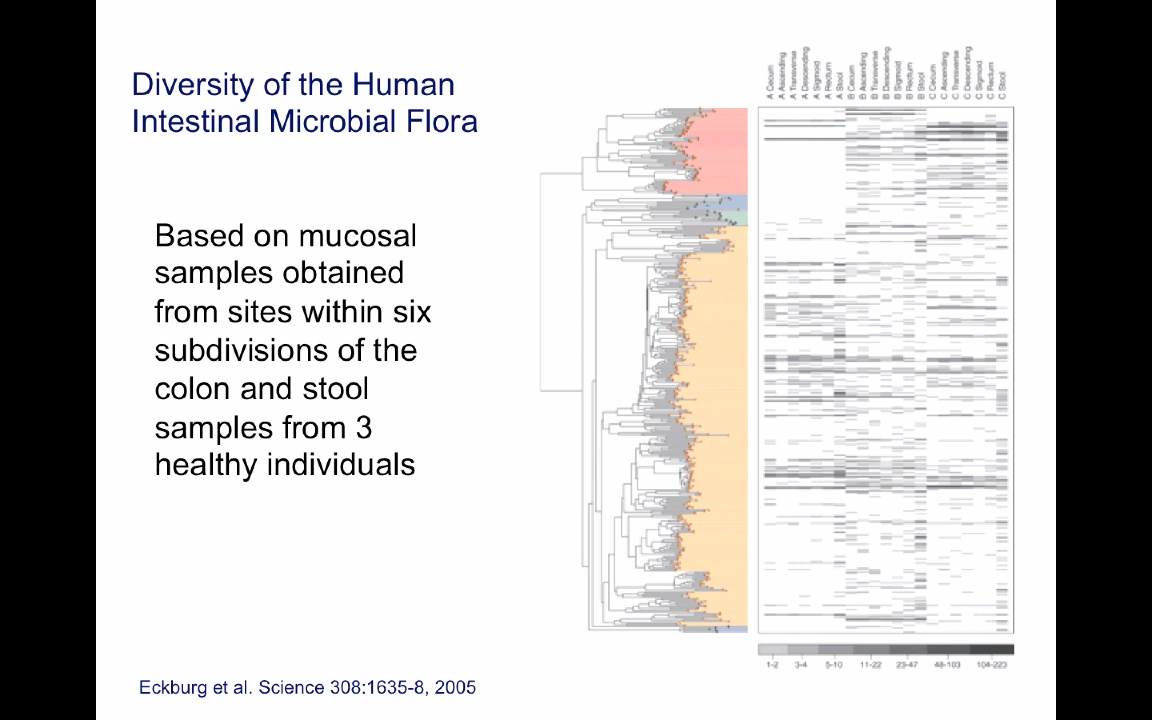 Diversity of the Human
Intestinal Microbial Flora
Based on mucosal
samples obtained
from sites within six
subdivisions of the
colon and stool
samples from 3
healthy individuals
A Cecum
A Ascending
A Transverse
A Descending
A Sigmoid
A Rectum
A Stool
B Cecum
B Ascending
B Transverse
B Descending
B Sigmoid
B Rectum
B Stool
C Cecum
C Ascending
C Transverse
C Descending
C Sigmoid
C Rectum
C Stool
1-2 3-4 5-10 11-22 23-47 48-103 104-223
Eckburg et al. Science 308:1635-8, 2005